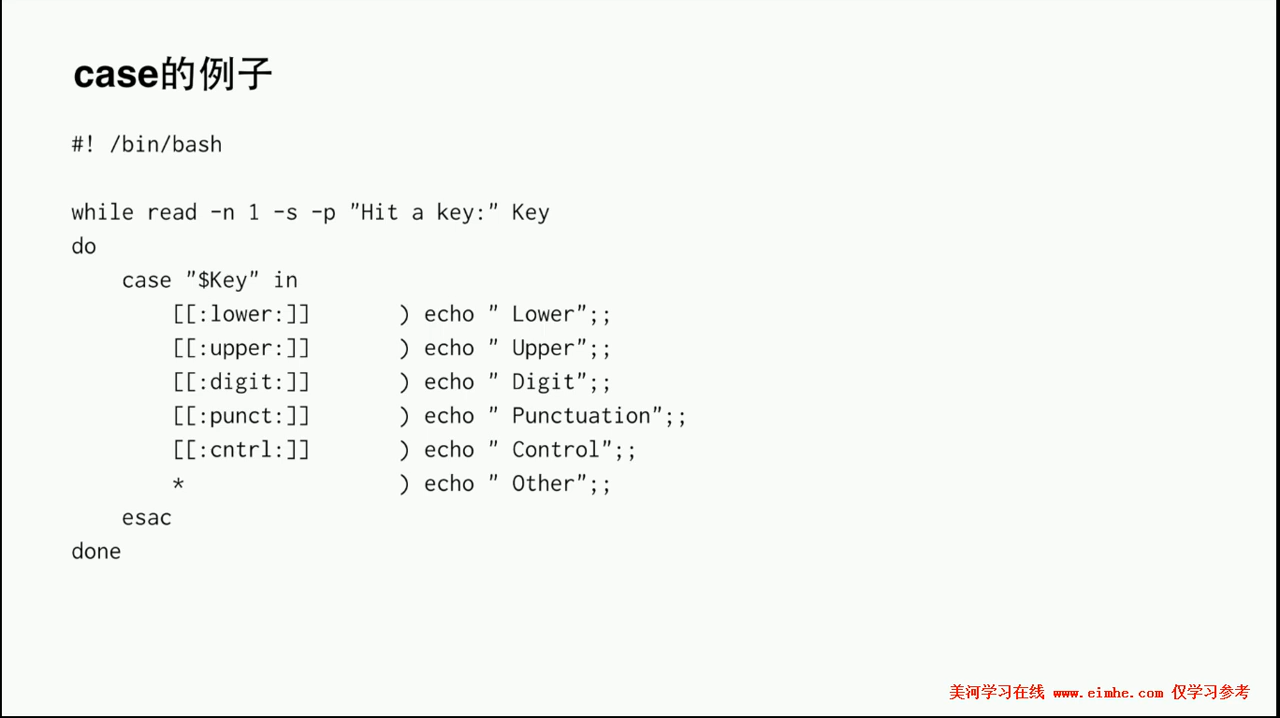 case的例子
#! /bin/bash
while read -n 1 -s -p "Hit a key:" Key
do
    case "$Key" in
        [[:lower:]]       ) echo " Lower";;
        [[:upper:]]       ) echo " Upper";;
        [[:digit:]]       ) echo " Digit";;
        [[:punct:]]       ) echo " Punctuation";;
        [[:cntrl:]]       ) echo " Control";;
        *                 ) echo " Other";;
    esac
done
美河学习在线 www.eimhe.com 仅学习参考